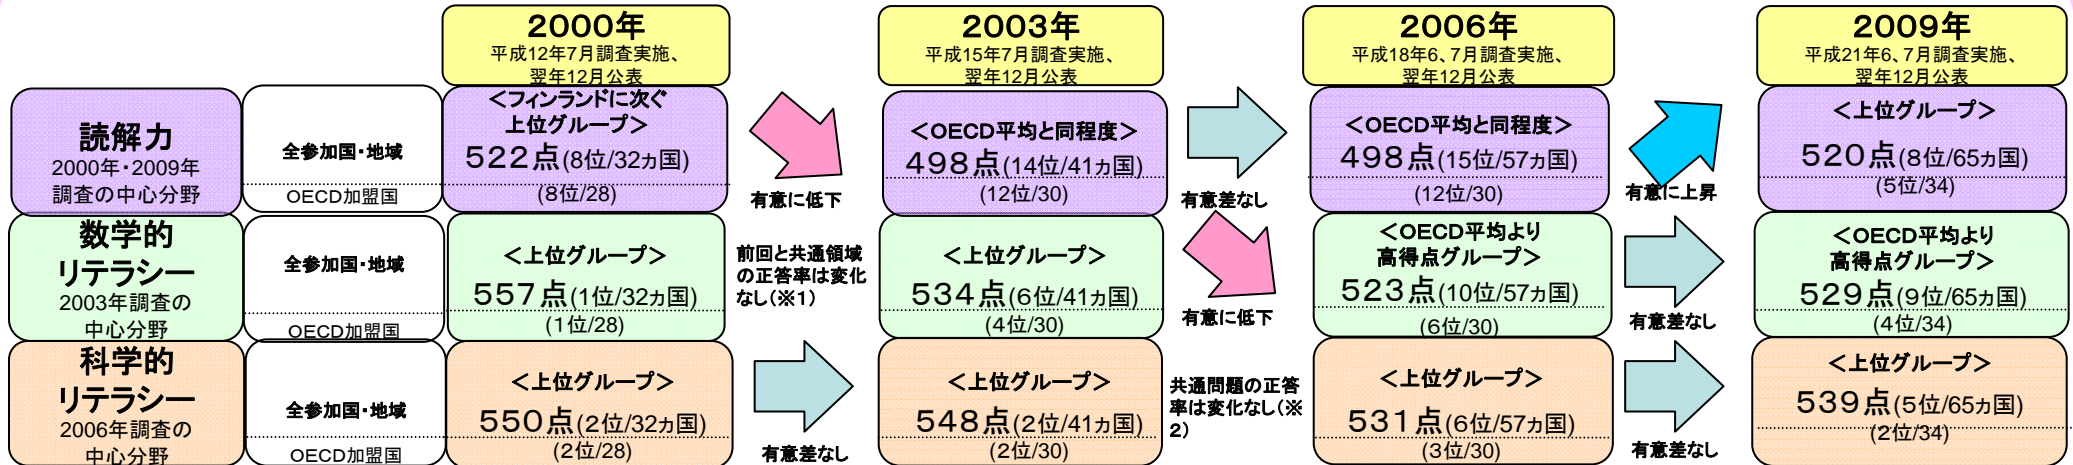 2000年
平成12年7月調査実施、
翌年12月公表
2003年
平成15年7月調査実施、
翌年12月公表
2006年
平成18年6、7月調査実施、
翌年12月公表
2009年
平成21年6、7月調査実施、
翌年12月公表
読解力
2000年・2009年
調査の中心分野
全参加国・地域
OECD加盟国
<フィンランドに次ぐ
上位グループ>
522点(8位/32ヵ国)
(8位/28)
有意に低下
<OECD平均と同程度>
498点(14位/41ヵ国)
(12位/30)
有意差なし
<OECD平均と同程度>
498点(15位/57ヵ国)
(12位/30)
有意に上昇
<上位グループ>
520点(8位/65ヵ国)
(5位/34)
数学的
リテラシー
2003年調査の
中心分野
全参加国・地域
OECD加盟国
<上位グループ>
557点(1位/32ヵ国)
(1位/28)
前回と共通領域
の正答率は変化
なし(※1)
<上位グループ>
534点(6位/41ヵ国)
(4位/30)
有意に低下
<OECD平均より
高得点グループ>
523点(10位/57ヵ国)
(6位/30)
有意差なし
<OECD平均より
高得点グループ>
529点(9位/65ヵ国)
(4位/34)
科学的
リテラシー
2006年調査の
中心分野
全参加国・地域
OECD加盟国
<上位グループ>
550点(2位/32ヵ国)
(2位/28)
有意差なし
<上位グループ>
548点(2位/41ヵ国)
(2位/30)
共通問題の正答
率は変化なし(※
2)
<上位グループ>
531点(6位/57ヵ国)
(3位/30)
有意差なし
<上位グループ>
539点(5位/65ヵ国)
(2位/34)